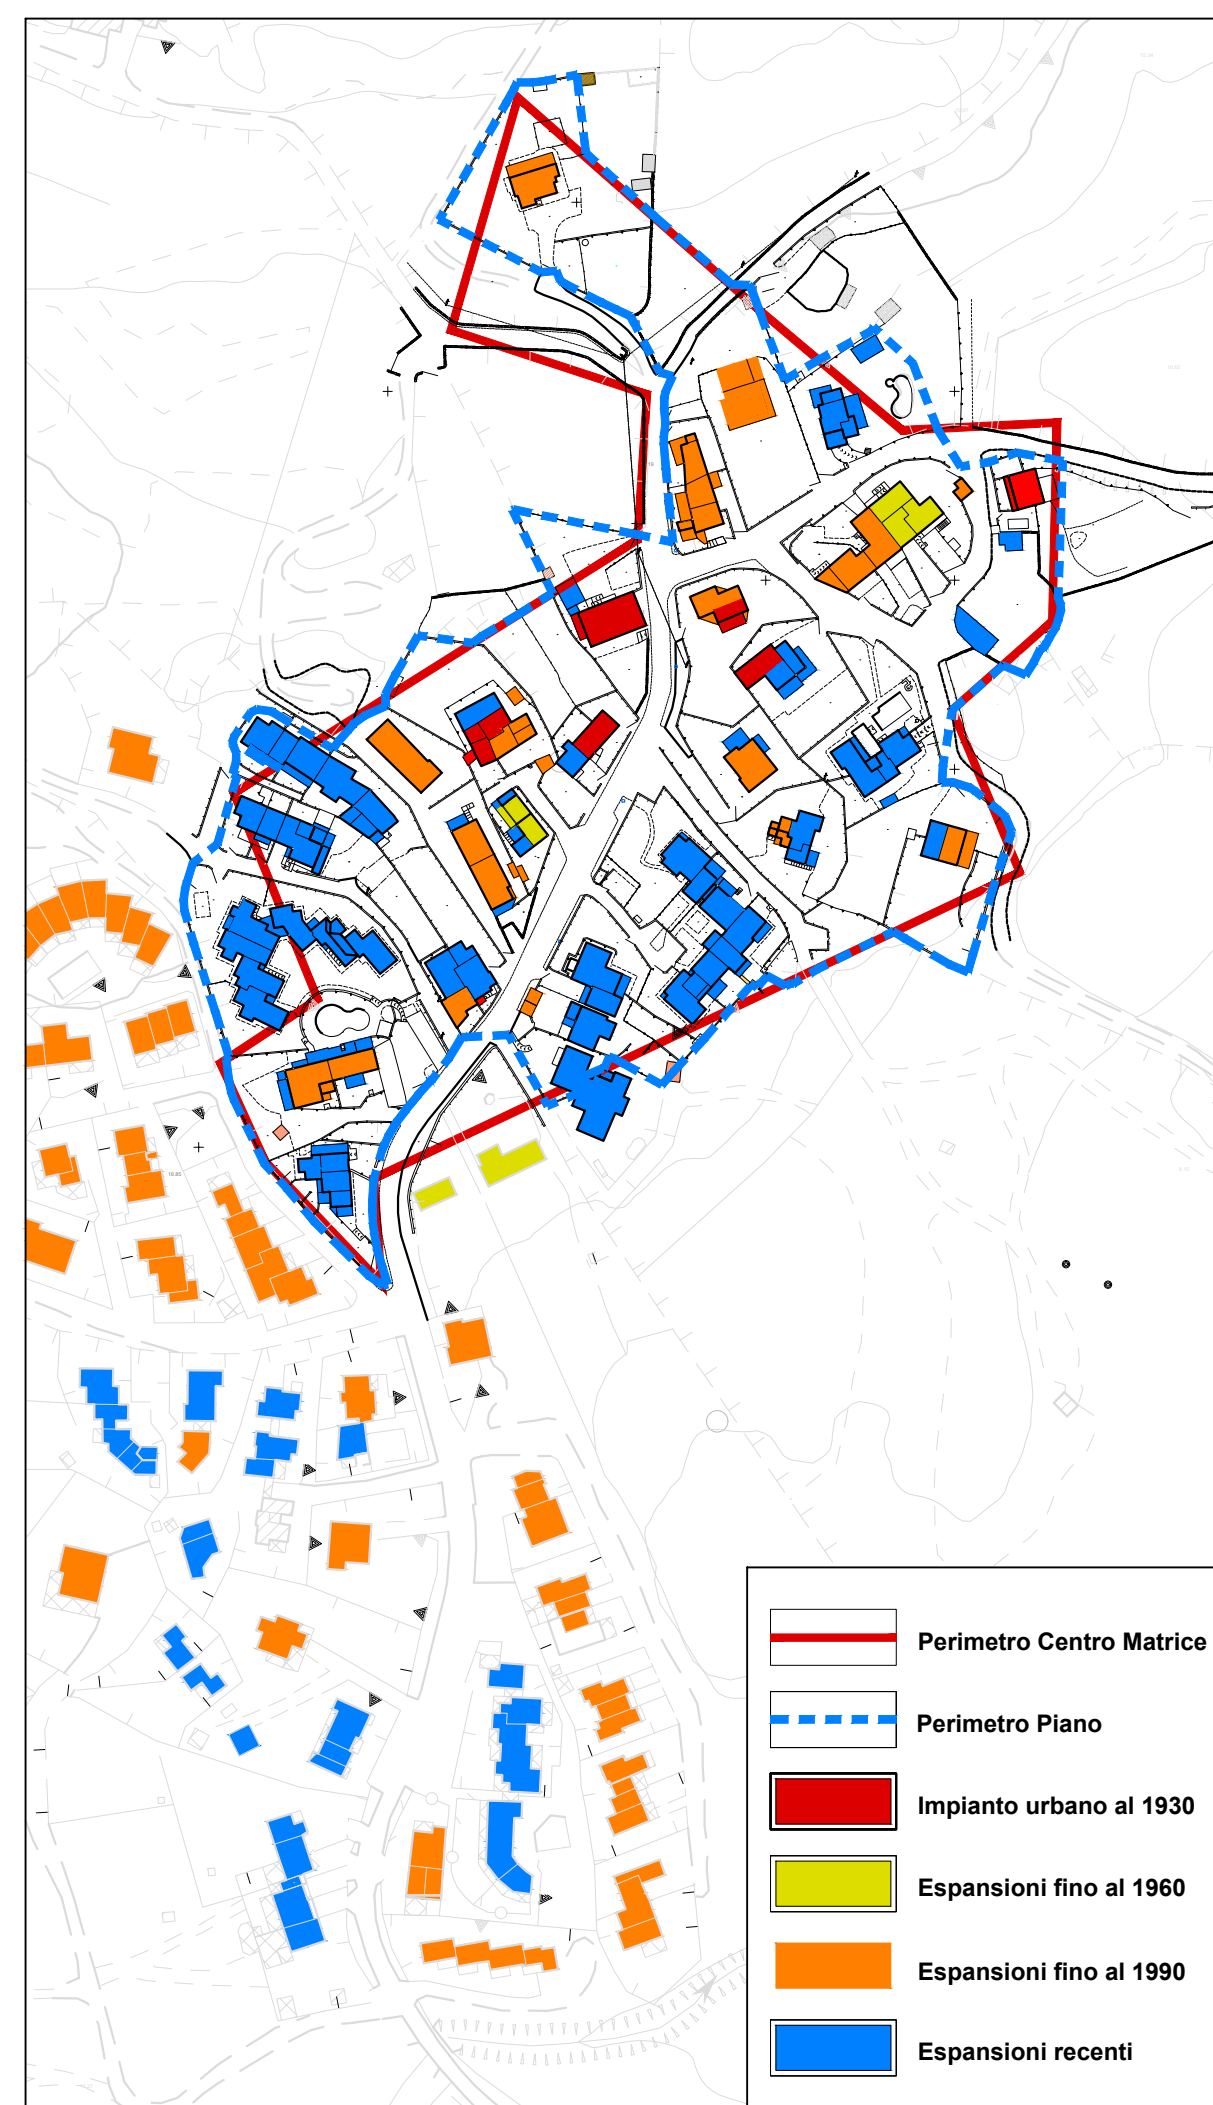 Perimetro Centro Matrice
Perimetro Piano
Impianto urbano al 1930
Espansioni fino al 1960
Espansioni fino al 1990
Espansioni recenti